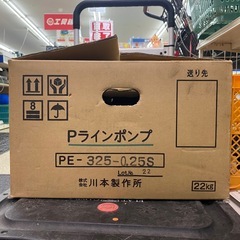 送り先
8
Pラインポンプ
PE-325-0.25S
Lot.№ 22
株式会社 川本製作所
22kg